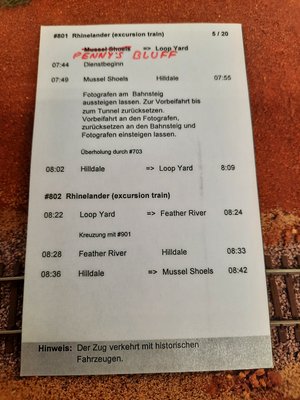 #801 Rhinelander (excursion train) 5 / 20
Mussel Shoels => Loop Yard
PENNY'S BLUFF
07:44 Dienstbeginn
07:49 Mussel Shoels Hilldale 07:55
Fotografen am Bahnsteig
aussteigen lassen. Zur Vorbeifahrt bis
zum Tunnel zurücksetzen.
Vorbeifahrt an den Fotografen,
zurücksetzen an den Bahnsteig und
Fotografen einsteigen lassen.
Überholung durch #703
08:02 Hilldale => Loop Yard 8:09
#802 Rhinelander (excursion train)
08:22 Loop Yard => Feather River 08:24
Kreuzung mit #901
08:28 Feather River Hilldale 08:33
08:36 Hilldale => Mussel Shoels 08:42
Hinweis: Der Zug verkehrt mit historischen
Fahrzeugen.